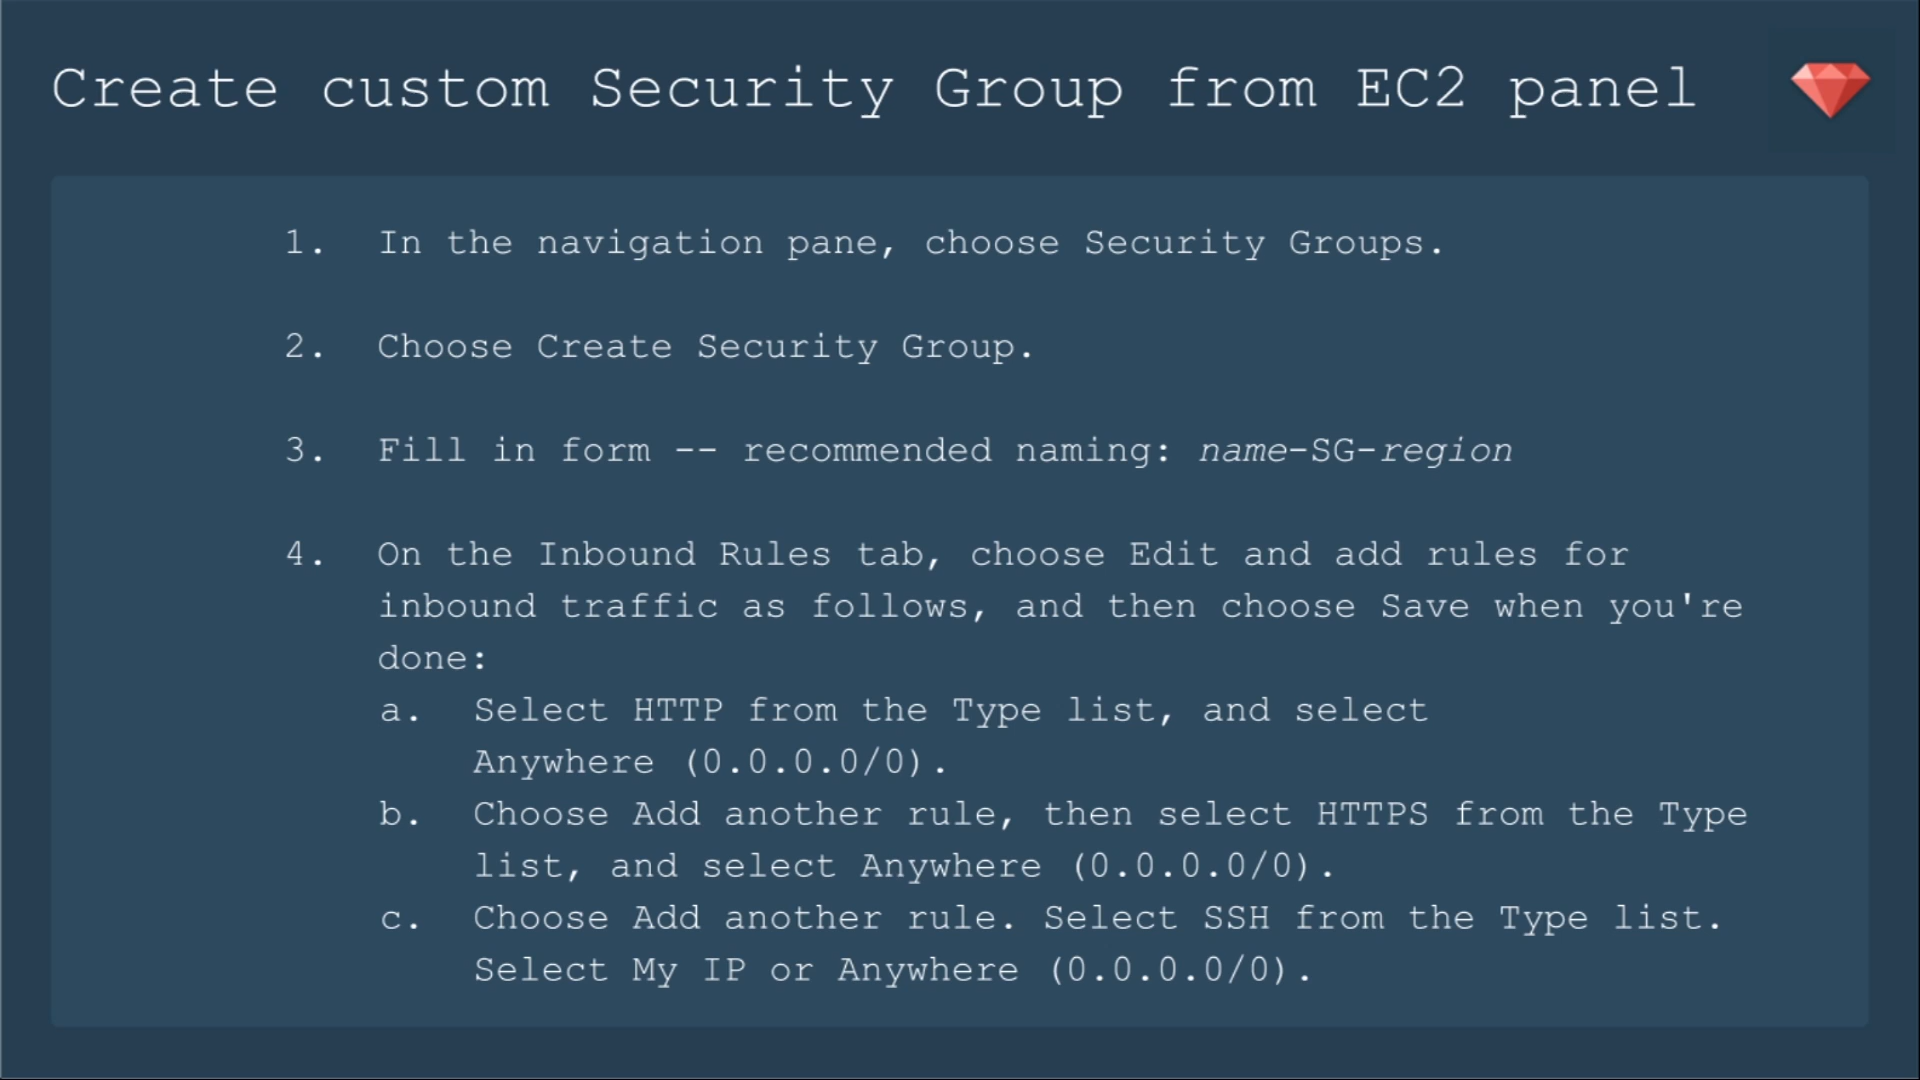 Create custom Security Group from EC2 panel
1. In the navigation pane, choose Security Groups.
2. Choose Create Security Group.
3. Fill in form -- recommended naming: name-SG-region
4. On the Inbound Rules tab, choose Edit and add rules for
inbound traffic as follows, and then choose Save when you're
done:
a. Select HTTP from the Type list, and select
Anywhere (0.0.0.0/0).
b. Choose Add another rule, then select HTTPS from the Type
list, and select Anywhere (0.0.0.0/0).
c. Choose Add another rule. Select SSH from the Type list.
Select My IP or Anywhere (0.0.0.0/0).